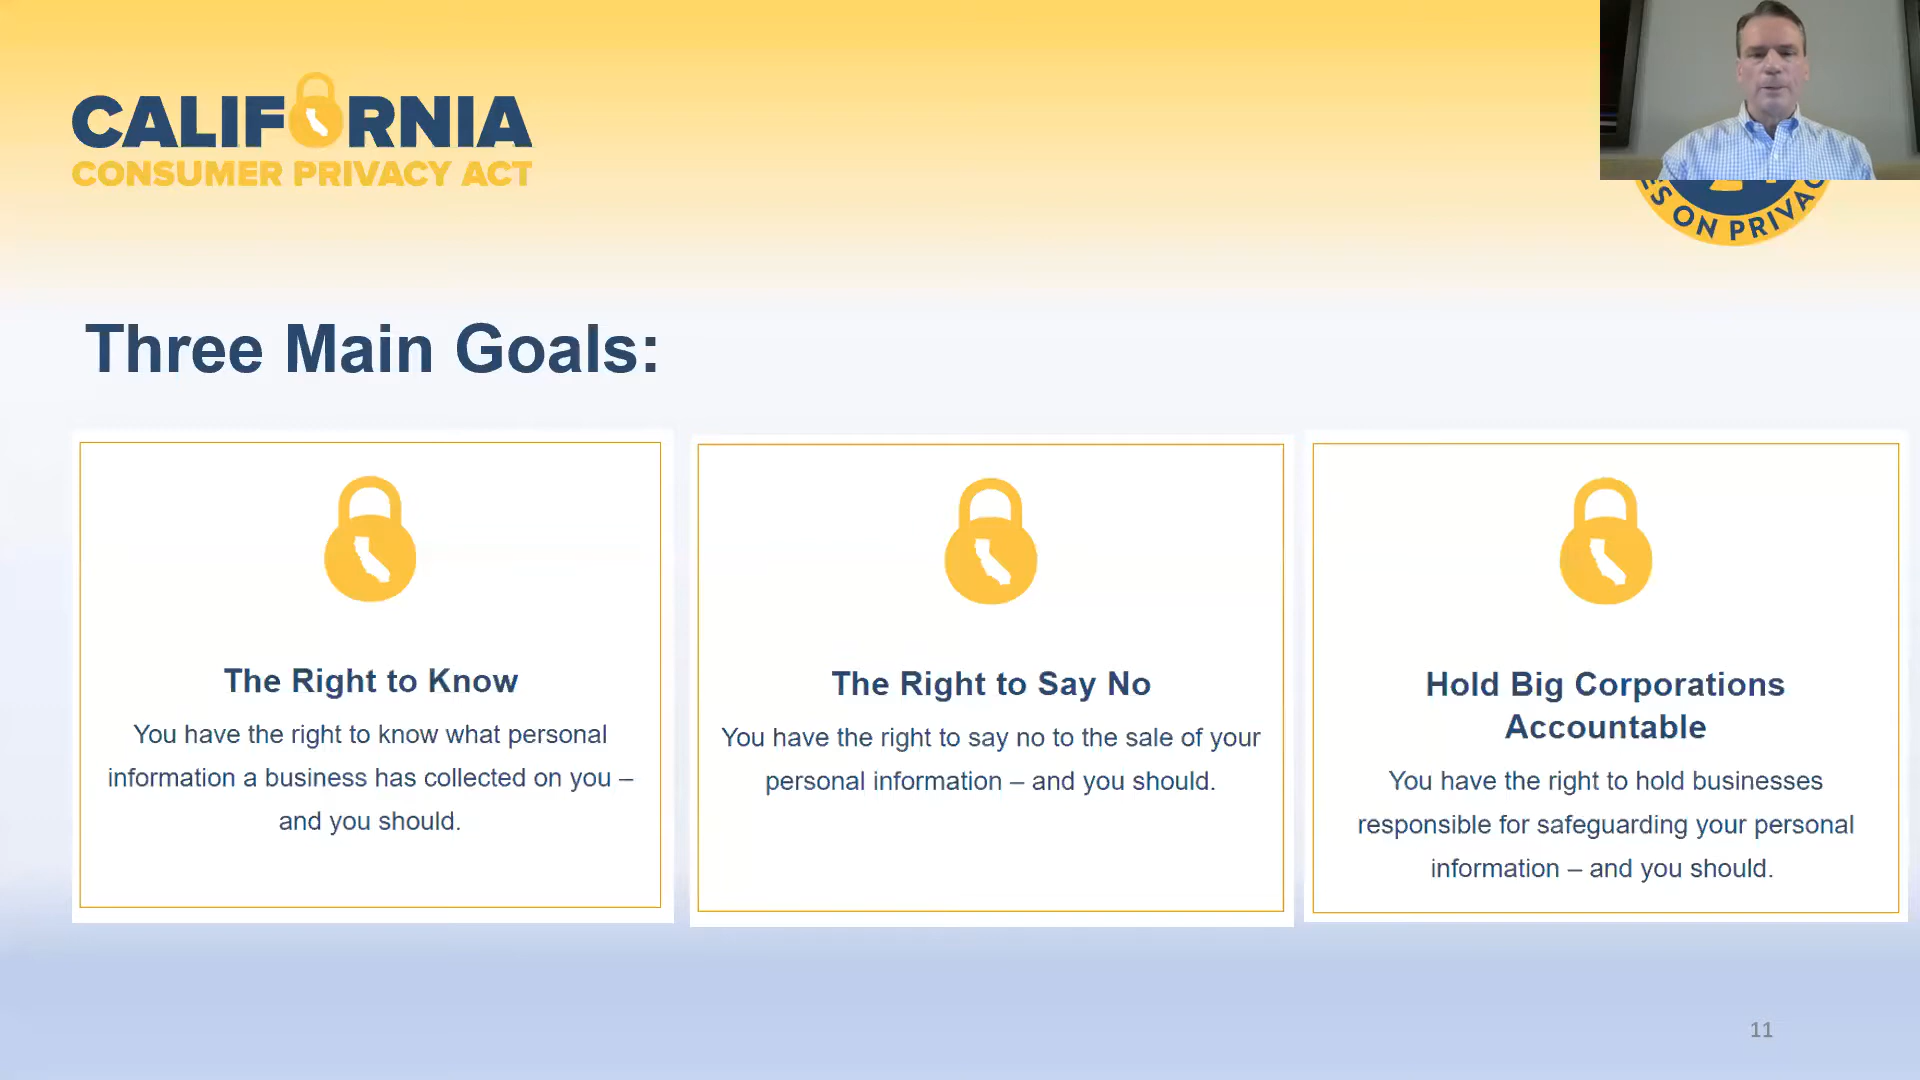 CALIFORNIA
CONSUMER PRIVACY ACT
ON PRIVAC
Three Main Goals:
The Right to Know
You have the right to know what personal
information a business has collected on you –
and you should.
The Right to Say No
You have the right to say no to the sale of your
personal information – and you should.
Hold Big Corporations
Accountable
You have the right to hold businesses
responsible for safeguarding your personal
information – and you should.
11